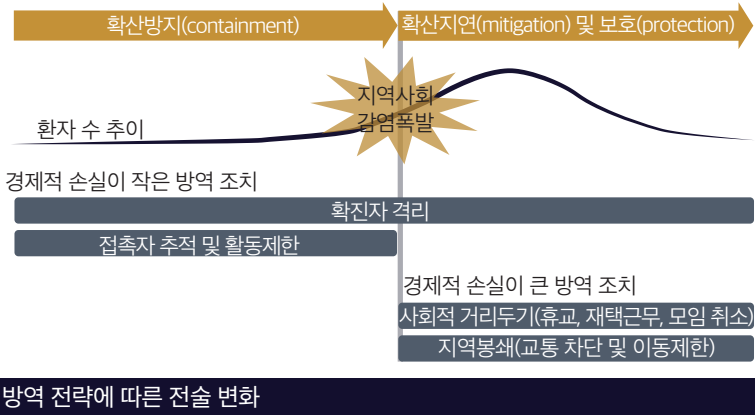 확산방지(containment)
확산지연(mitigation) 및 보호(protection)
지역사회
감염폭발
환자 수 추이
경제적 손실이 작은 방역 조치
확진자 격리
접촉자 추적 및 활동제한
경제적 손실이 큰 방역 조치
사회적 거리두기(휴교, 재택근무, 모임 취소)
지역봉쇄(교통 차단 및 이동제한)
방역 전략에 따른 전술 변화